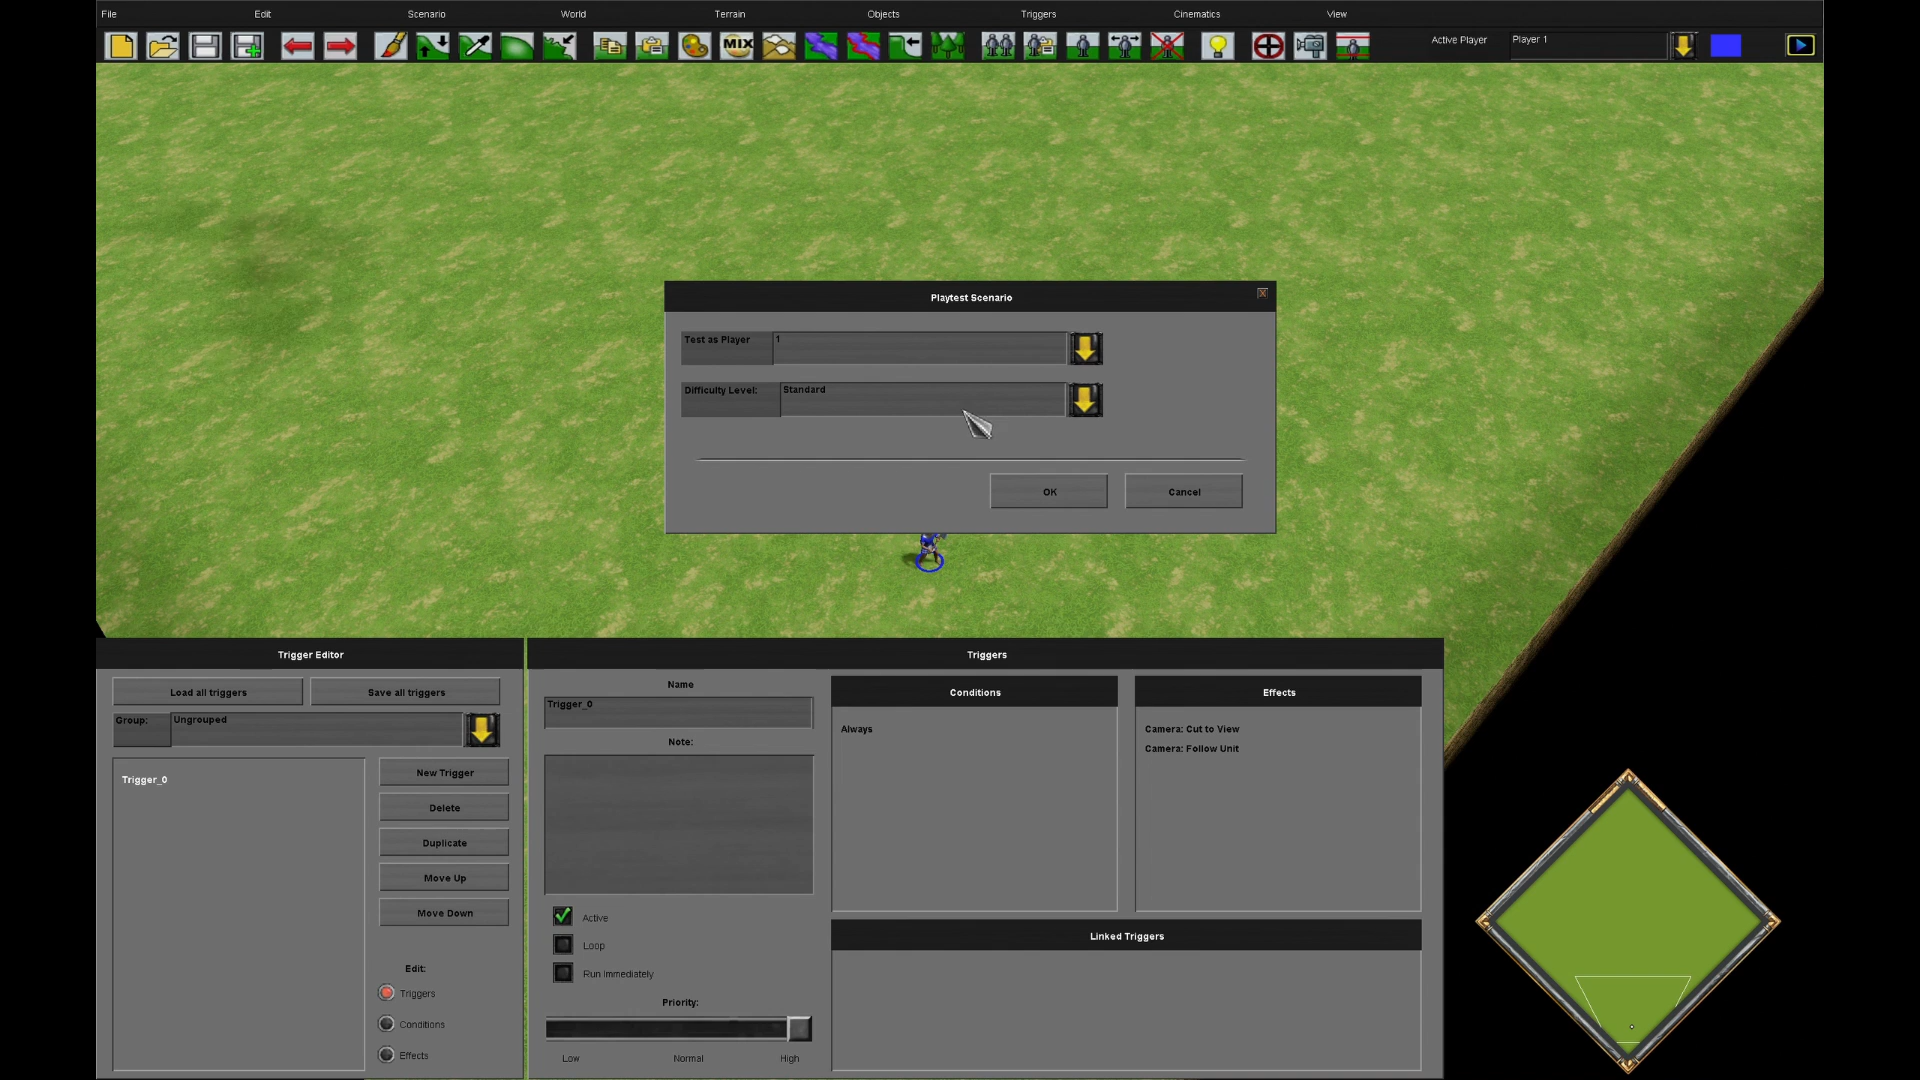 File Edit Scenario World Terrain Objects Triggers Cinematics View
MIX Active Player Player 1
Playtest Scenario
Test as Player 1
Difficulty Level: Standard
OK Cancel
Trigger Editor
Load all triggers Save all triggers
Group: Ungrouped
Trigger_0
New Trigger
Delete
Duplicate
Move Up
Move Down
Edit:
Triggers
Conditions
Effects
Triggers
Name
Trigger_0
Note:
Active
Loop
Run Immediately
Priority:
Low Normal High
Conditions
Always
Effects
Camera: Cut to View
Camera: Follow Unit
Linked Triggers